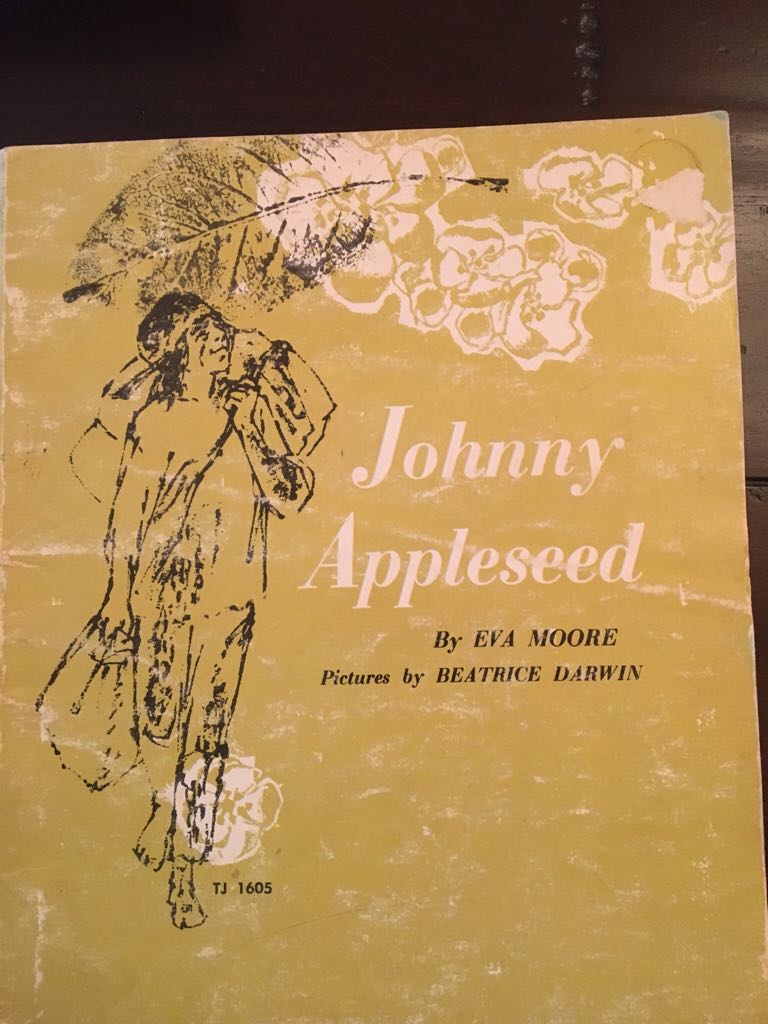 Johnny
Appleseed
By EVA MOORE
Pictures by BEATRICE DARWIN
TJ 1605